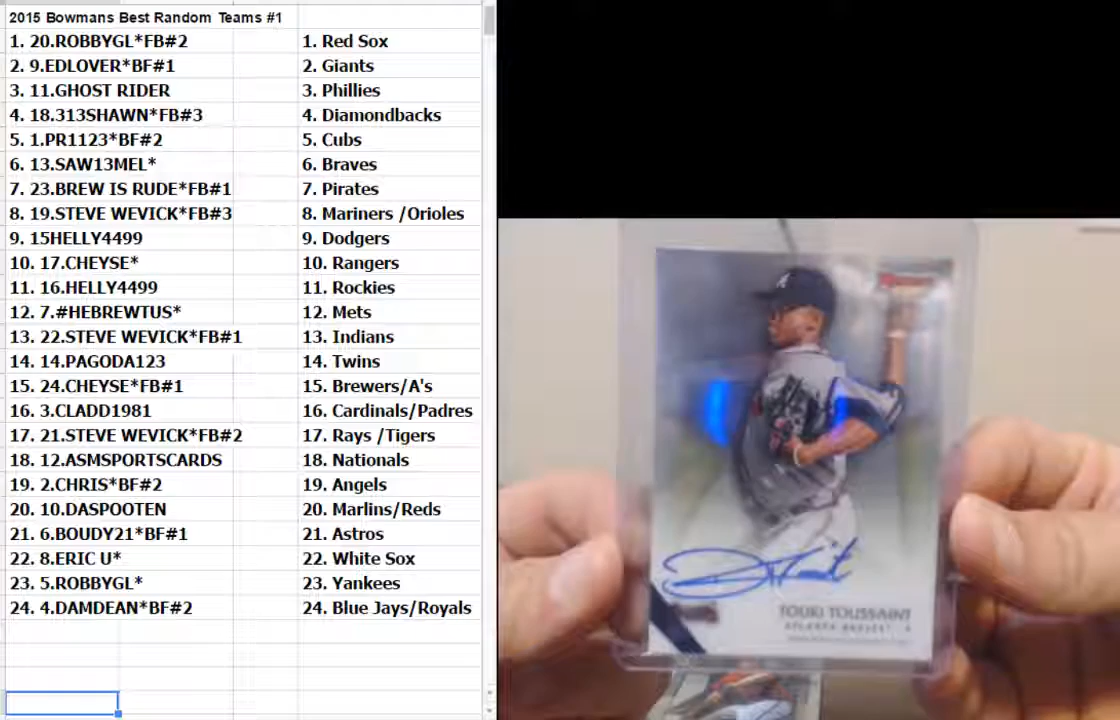 2015 Bowmans Best Random Teams #1
1. 20.ROBBYGL*FB#2 1. Red Sox
2. 9.EDLOVER*BF#1 2. Giants
3. 11.GHOST RIDER 3. Phillies
4. 18.313SHAWN*FB#3 4. Diamondbacks
5. 1.PR1123*BF#2 5. Cubs
6. 13.SAW13MEL* 6. Braves
7. 23.BREW IS RUDE*FB#1 7. Pirates
8. 19.STEVE WEVICK*FB#3 8. Mariners /Orioles
9. 15HELLY4499 9. Dodgers
10. 17.CHEYSE* 10. Rangers
11. 16.HELLY4499 11. Rockies
12. 7.#HEBREWTUS* 12. Mets
13. 22.STEVE WEVICK*FB#1 13. Indians
14. 14.PAGODA123 14. Twins
15. 24.CHEYSE*FB#1 15. Brewers/A's
16. 3.CLADD1981 16. Cardinals/Padres
17. 21.STEVE WEVICK*FB#2 17. Rays /Tigers
18. 12.ASMSPORTSCARDS 18. Nationals
19. 2.CHRIS*BF#2 19. Angels
20. 10.DASPOOTEN 20. Marlins/Reds
21. 6.BOUDY21*BF#1 21. Astros
22. 8.ERIC U* 22. White Sox
23. 5.ROBBYGL* 23. Yankees
24. 4.DAMDEAN*BF#2 24. Blue Jays/Royals
A
TOUKI TOUSSAINT
ATLANTA BRAVES